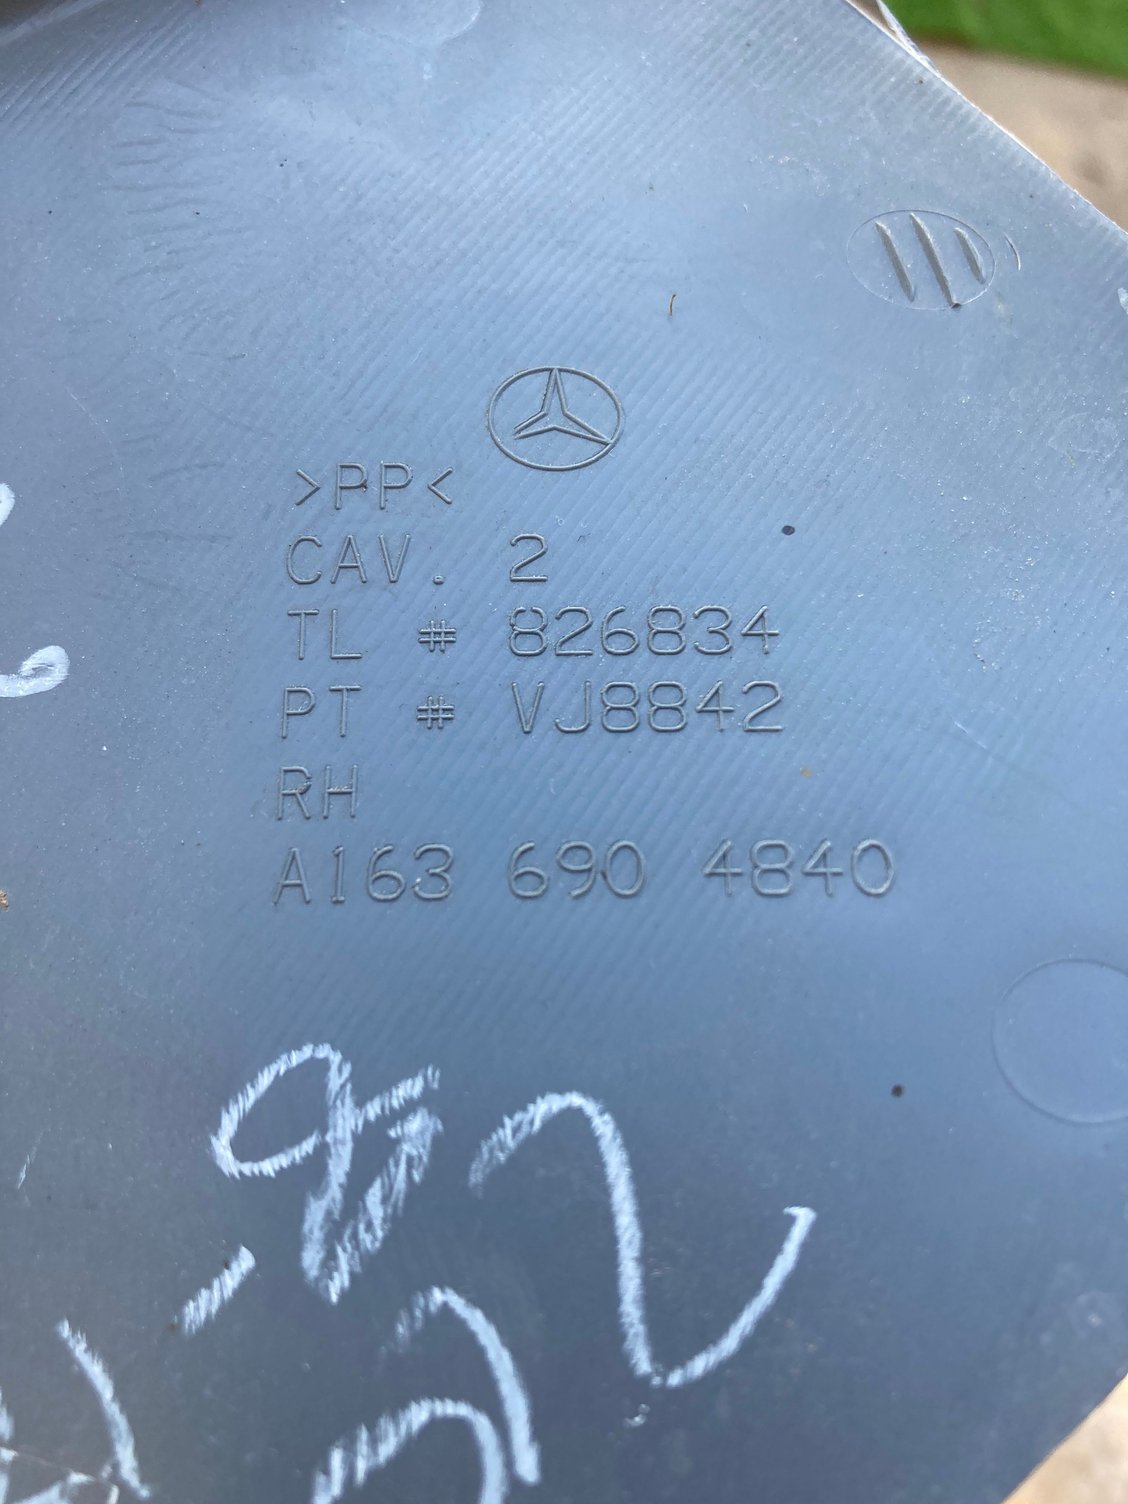 >PP<
CAV. 2
TL # 826834
PT # VJ8842
RH
A163 690 4840